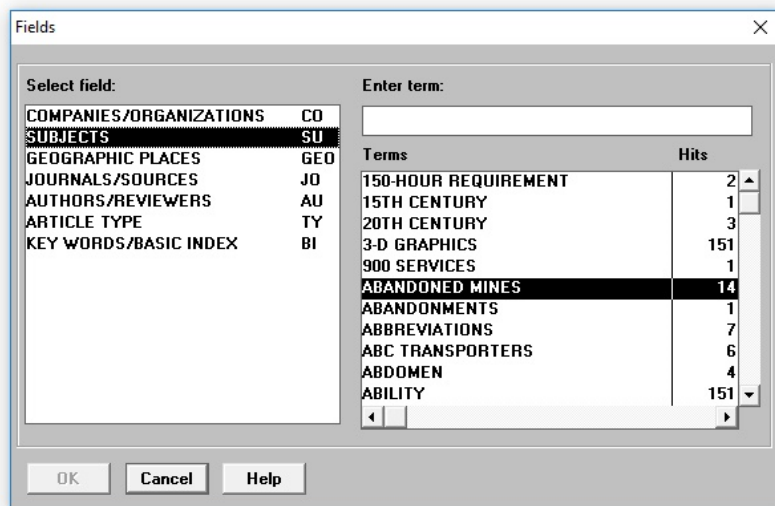 Fields
Select field:
COMPANIES/ORGANIZATIONS CO
SUBJECTS SU
GEOGRAPHIC PLACES GEO
JOURNALS/SOURCES JO
AUTHORS/REVIEWERS AU
ARTICLE TYPE TY
KEY WORDS/BASIC INDEX BI
Enter term:
Terms Hits
150-HOUR REQUIREMENT 2
15TH CENTURY 1
20TH CENTURY 3
3-D GRAPHICS 151
900 SERVICES 1
ABANDONED MINES 14
ABANDONMENTS 1
ABBREVIATIONS 7
ABC TRANSPORTERS 6
ABDOMEN 4
ABILITY 151
OK Cancel Help